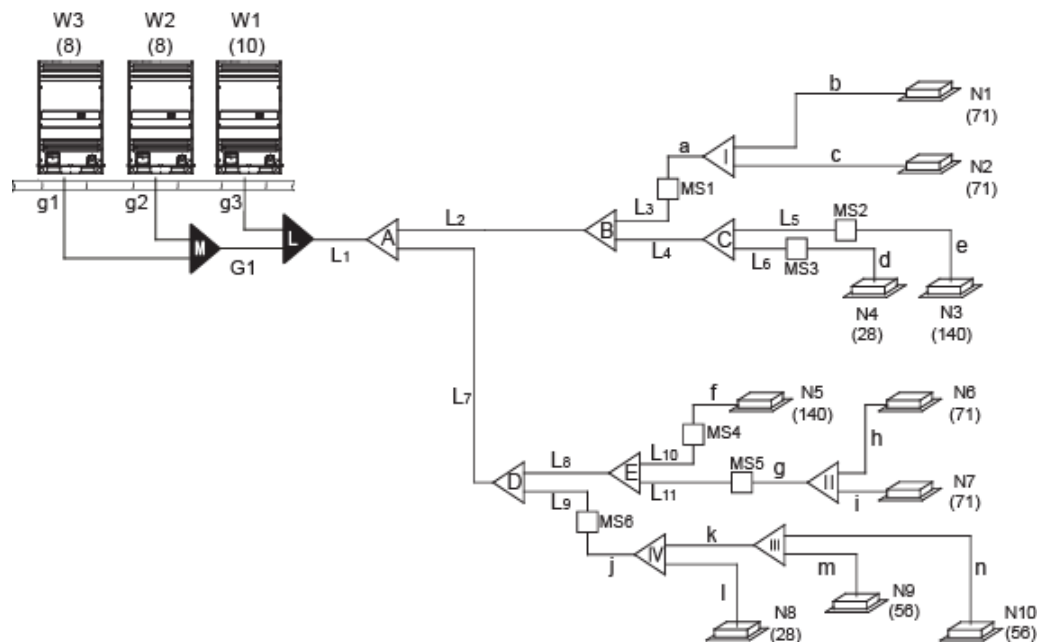 W3 W2 W1
(8) (8) (10)
g1 g2 g3
M
G1
L
L1
A
L2
B
L3
a
MS1
I
b
N1
(71)
c
N2
(71)
L4
C
L5
MS2
e
L6
MS3
d
N4
(28)
N3
(140)
L7
D
L8
E
L10
MS4
f
N5
(140)
L11
MS5
g
II
h
N6
(71)
i
N7
(71)
L9
MS6
j
IV
k
III
l
m
n
N8
(28)
N9
(56)
N10
(56)